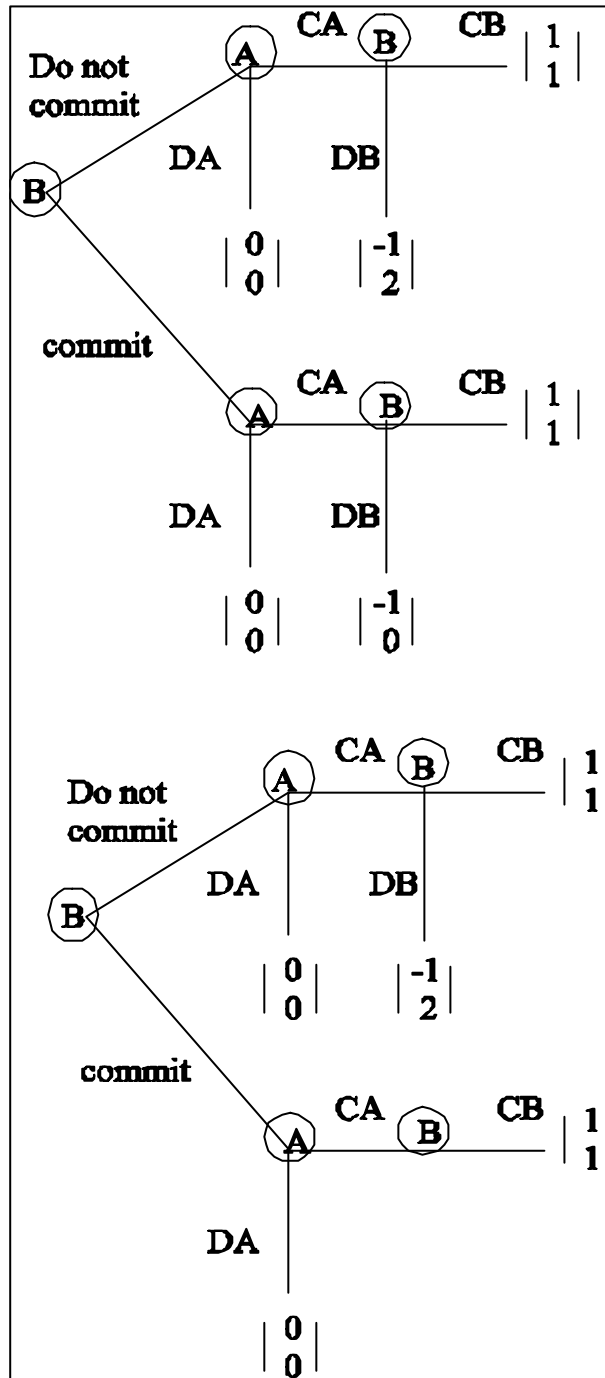 CA B CB | 1 |
A | 1 |
Do not
commit
DA DB
B
| 0 | | -1 |
| 0 | | 2 |
commit
CA B CB | 1 |
A | 1 |
DA DB
| 0 | | -1 |
| 0 | | 0 |
CA B CB | 1 |
A | 1 |
Do not
commit
DA DB
B
| 0 | | -1 |
| 0 | | 2 |
commit
CA B CB | 1 |
A | 1 |
DA
| 0 |
| 0 |